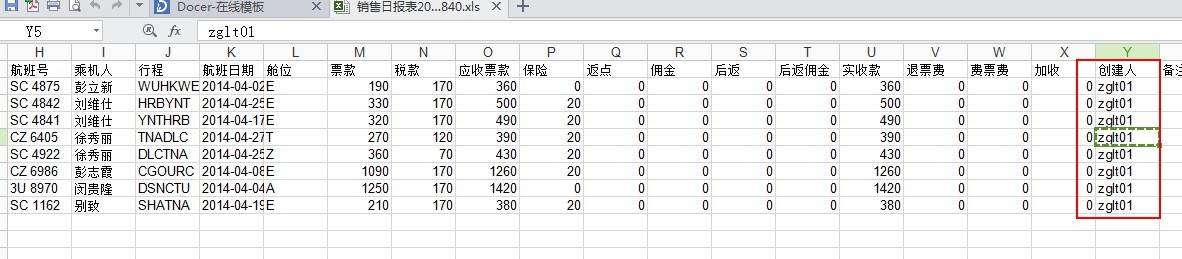 Docer-在线模板 销售日报表20...840.xls
Y5 fx zglt01
H I J K L M N O P Q R S T U V W X Y
航班号 乘机人 行程 航班日期 舱位 票款 税款 应收票款 保险 返点 佣金 后返 后返佣金 实收款 退票费 费票费 加收 创建人 备注
SC 4875 彭立新 WUHKWE 2014-04-02 E 190 170 360 0 0 0 0 0 360 0 0 0 zglt01
SC 4842 刘维仕 HRBYNT 2014-04-25 E 330 170 500 20 0 0 0 0 500 0 0 0 zglt01
SC 4841 刘维仕 YNTHRB 2014-04-17 E 320 170 490 20 0 0 0 0 490 0 0 0 zglt01
CZ 6405 徐秀丽 TNADLC 2014-04-27 T 270 120 390 20 0 0 0 0 390 0 0 0 zglt01
SC 4922 徐秀丽 DLCTNA 2014-04-25 Z 360 70 430 20 0 0 0 0 430 0 0 0 zglt01
CZ 6986 彭志霞 CGOURC 2014-04-08 E 1090 170 1260 20 0 0 0 0 1260 0 0 0 zglt01
3U 8970 闵贵隆 DSNCTU 2014-04-04 A 1250 170 1420 0 0 0 0 0 1420 0 0 0 zglt01
SC 1162 别致 SHATNA 2014-04-19 E 210 170 380 20 0 0 0 0 380 0 0 0 zglt01